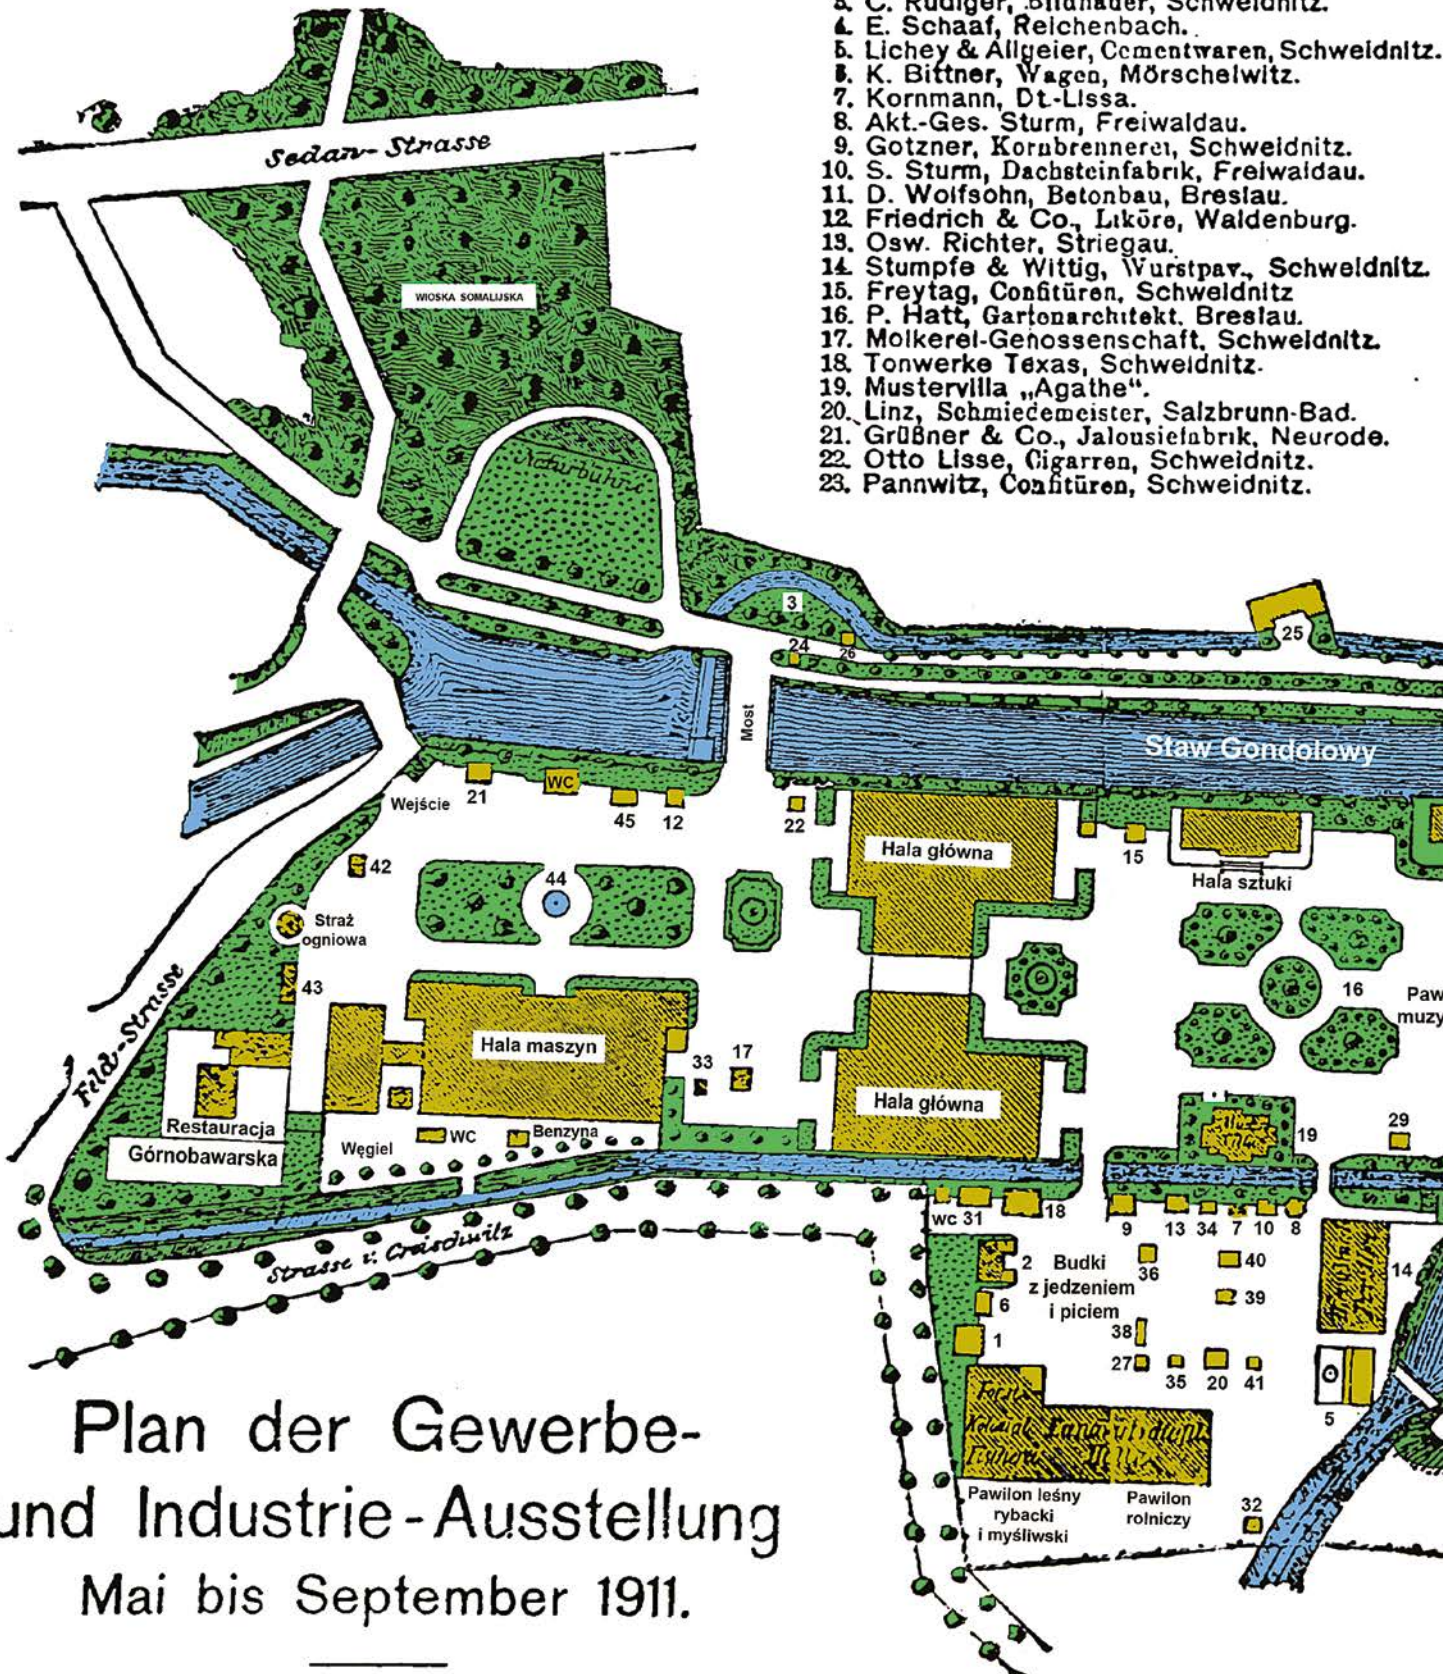 3. C. Rüdiger, Bildhauer, Schweidnitz.
4. E. Schaaf, Reichenbach.
5. Lichey & Allgeier, Cementwaren, Schweidnitz.
6. K. Bittner, Wagen, Mörschelwitz.
7. Kornmann, Dt.-Lissa.
8. Akt.-Ges. Sturm, Freiwaldau.
9. Gotzner, Kornbrennerei, Schweidnitz.
10. S. Sturm, Dachsteinfabrik, Freiwaldau.
11. D. Wolfsohn, Betonbau, Breslau.
12. Friedrich & Co., Liköre, Waldenburg.
13. Osw. Richter, Striegau.
14. Stumpfe & Wittig, Wurstpav., Schweidnitz.
15. Freytag, Confitüren, Schweidnitz
16. P. Hatt, Gartonarchitekt, Breslau.
17. Molkerei-Genossenschaft, Schweidnitz.
18. Tonwerke Texas, Schweidnitz.
19. Mustervilla „Agathe".
20. Linz, Schmiedemeister, Salzbrunn-Bad.
21. Grüßner & Co., Jalousiefabrik, Neurode.
22. Otto Lisse, Cigarren, Schweidnitz.
23. Pannwitz, Confitüren, Schweidnitz.
Sedan-Strasse
WIOSKA SOMALIJSKA
Naturbühne
3
24
26
25
Most
Staw Gondolowy
Wejście
21
WC
45
12
22
Hala główna
15
Hala sztuki
42
44
Straż
ogniowa
43
Feld-Strasse
16
Paw
muzy
Hala maszyn
33
17
Hala główna
Restauracja
Górnobawarska
Węgiel
WC
Benzyna
19
29
wc 31
18
9
13
34
7
10
8
Strasse v. Creischwitz
2
Budki
z jedzeniem
i piciem
36
40
14
6
39
1
38
27
35
20
41
5
Forst
Kolonial
Fischerei
Landwirtschaftl.
Pawilon leśny
rybacki
i myśliwski
Pawilon
rolniczy
32
Plan der Gewerbe-
und Industrie-Ausstellung
Mai bis September 1911.